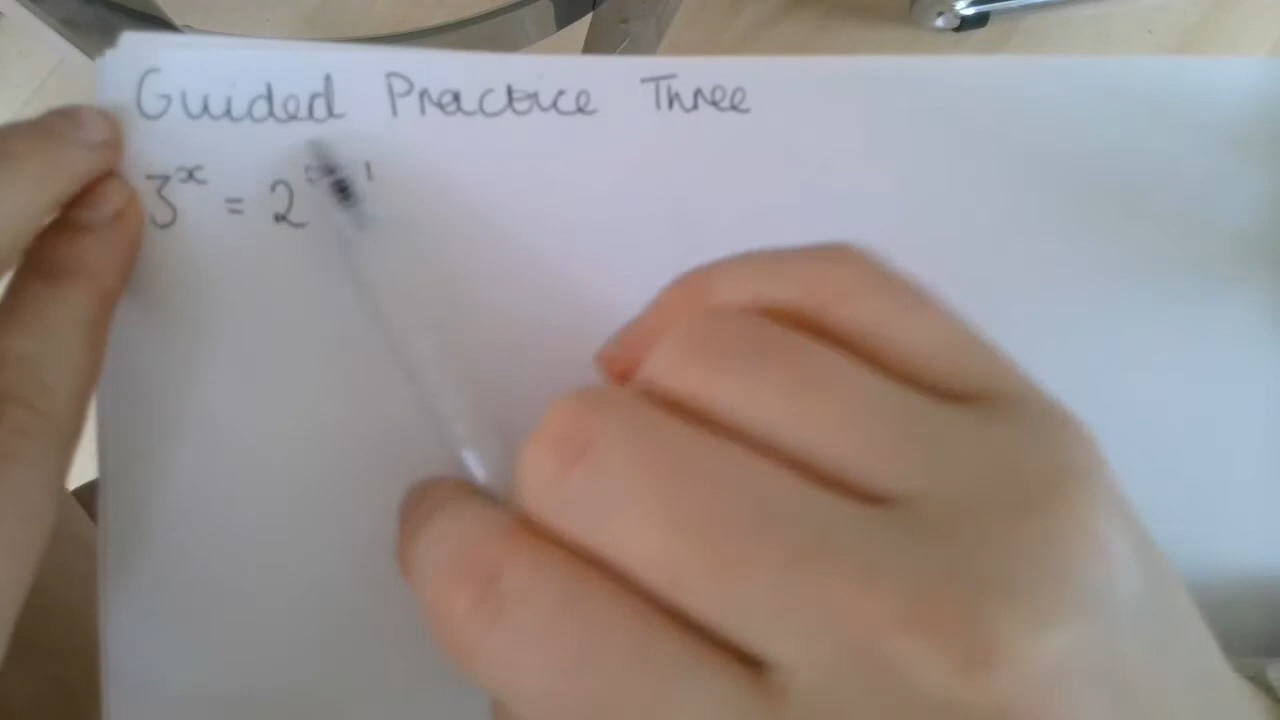 Guided Practice Three
3^x = 2